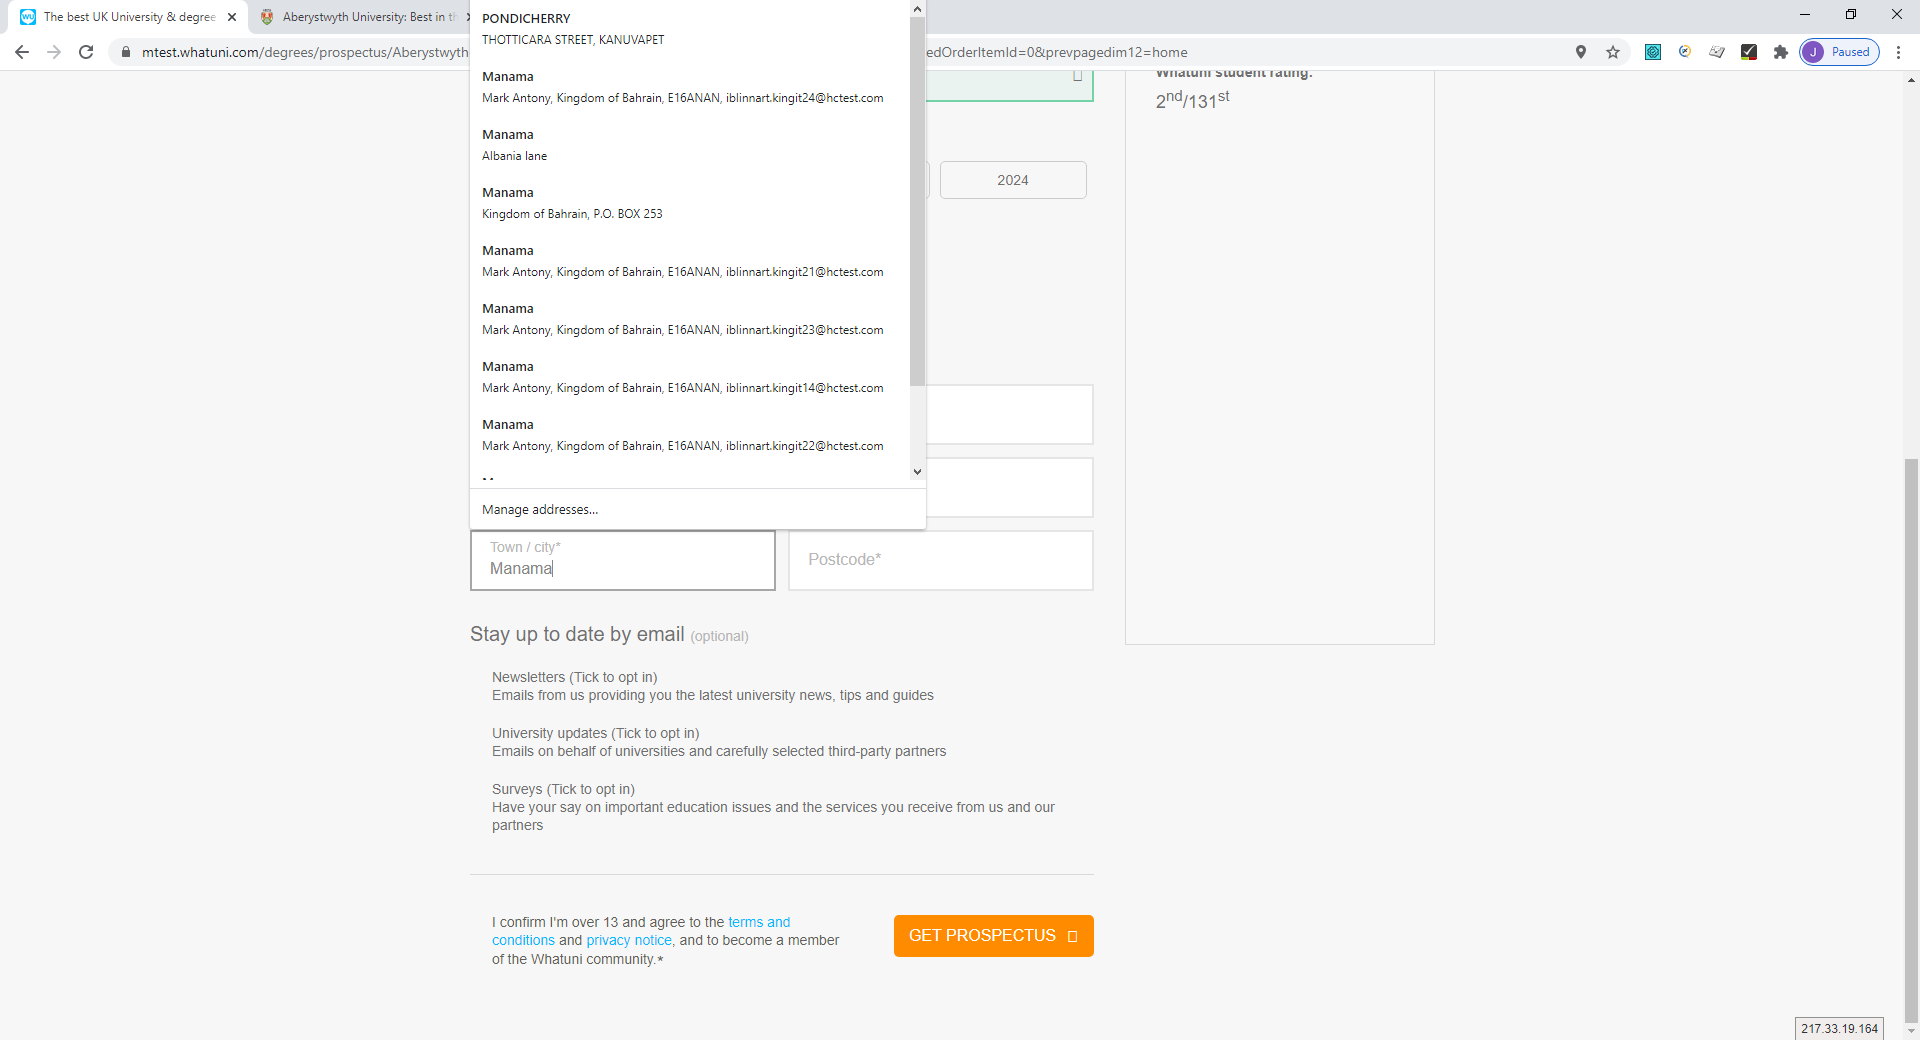 The best UK University & degree
Aberystwyth University: Best in th
Paused
mtest.whatuni.com/degrees/prospectus/Aberystwyth
edOrderItemId=0&prevpagedim12=home
PONDICHERRY
THOTTICARA STREET, KANUVAPET
Manama
Mark Antony, Kingdom of Bahrain, E16ANAN, iblinnart.kingit24@hctest.com
Manama
Albania lane
Manama
Kingdom of Bahrain, P.O. BOX 253
Manama
Mark Antony, Kingdom of Bahrain, E16ANAN, iblinnart.kingit21@hctest.com
Manama
Mark Antony, Kingdom of Bahrain, E16ANAN, iblinnart.kingit23@hctest.com
Manama
Mark Antony, Kingdom of Bahrain, E16ANAN, iblinnart.kingit14@hctest.com
Manama
Mark Antony, Kingdom of Bahrain, E16ANAN, iblinnart.kingit22@hctest.com
Manage addresses...
Whatuni student rating:
2nd/131st
2024
Town / city*
Manama
Postcode*
Stay up to date by email (optional)
Newsletters (Tick to opt in)
Emails from us providing you the latest university news, tips and guides
University updates (Tick to opt in)
Emails on behalf of universities and carefully selected third-party partners
Surveys (Tick to opt in)
Have your say on important education issues and the services you receive from us and our
partners
I confirm I'm over 13 and agree to the terms and
conditions and privacy notice, and to become a member
of the Whatuni community.*
GET PROSPECTUS
217.33.19.164